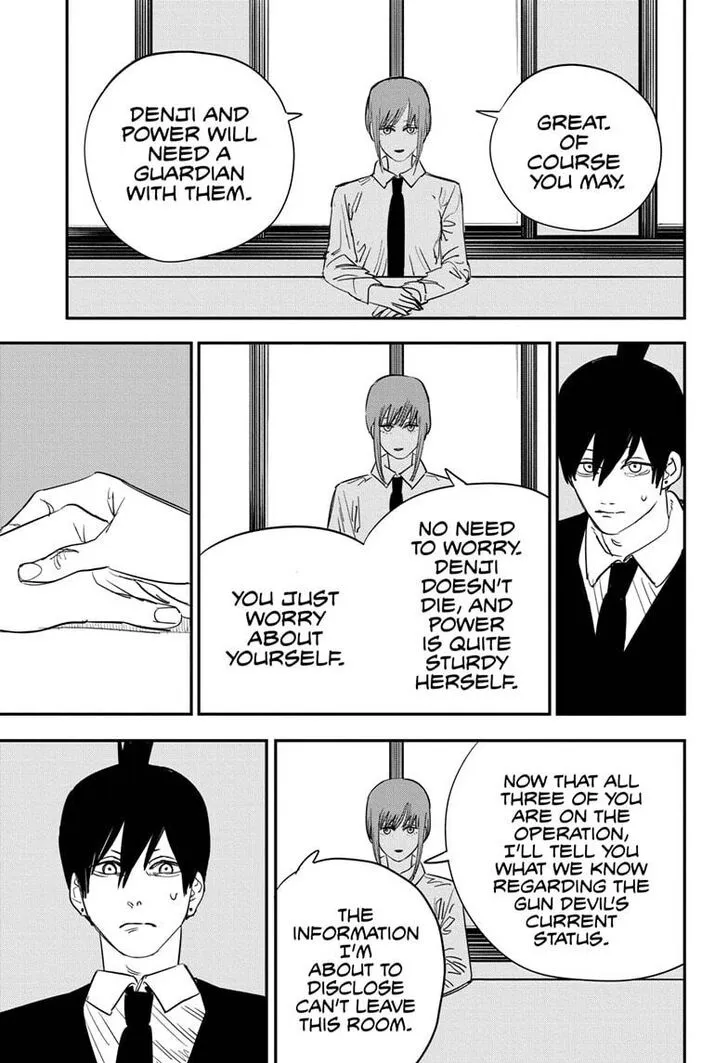 GREAT.
OF
COURSE
YOU MAY.
DENJI AND
POWER WILL
NEED A
GUARDIAN
WITH THEM.
NO NEED
TO WORRY.
DENJI
DOESN'T
DIE, AND
POWER
IS QUITE
STURDY
HERSELF.
YOU JUST
WORRY
ABOUT
YOURSELF.
NOW THAT ALL
THREE OF YOU
ARE ON THE
OPERATION,
I'LL TELL YOU
WHAT WE KNOW
REGARDING THE
GUN DEVIL'S
CURRENT
STATUS.
THE
INFORMATION
I'M
ABOUT TO
DISCLOSE
CAN'T LEAVE
THIS ROOM.